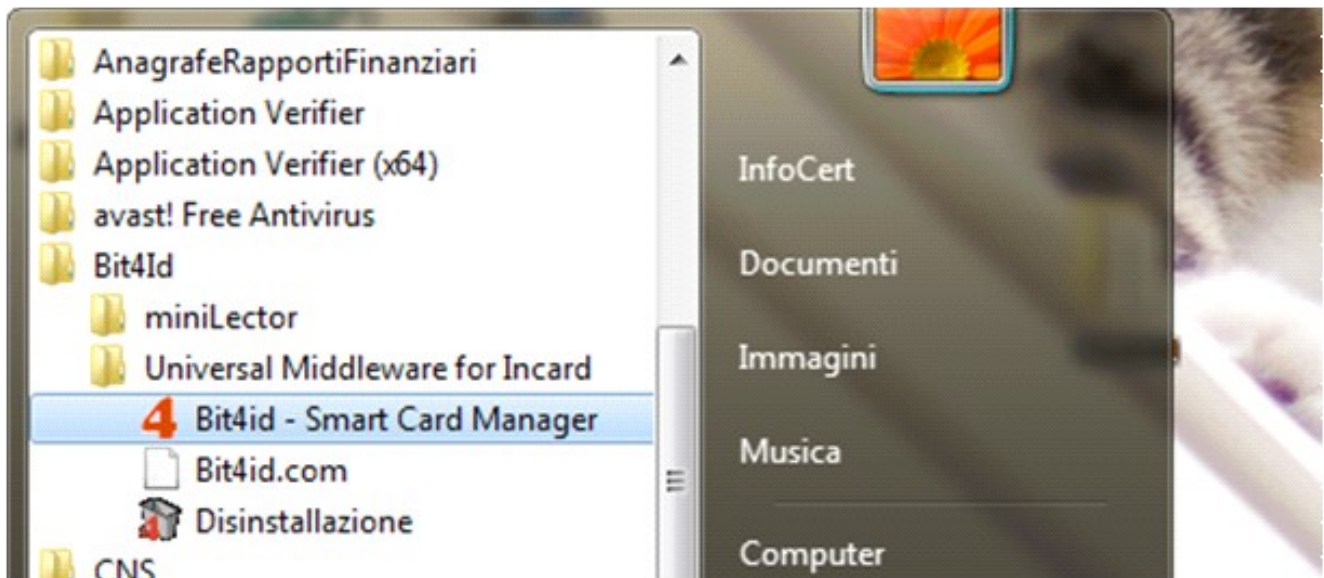 AnagrafeRapportiFinanziari
Application Verifier
Application Verifier (x64)
avast! Free Antivirus
Bit4Id
miniLector
Universal Middleware for Incard
Bit4id - Smart Card Manager
Bit4id.com
Disinstallazione
CNS
InfoCert
Documenti
Immagini
Musica
Computer